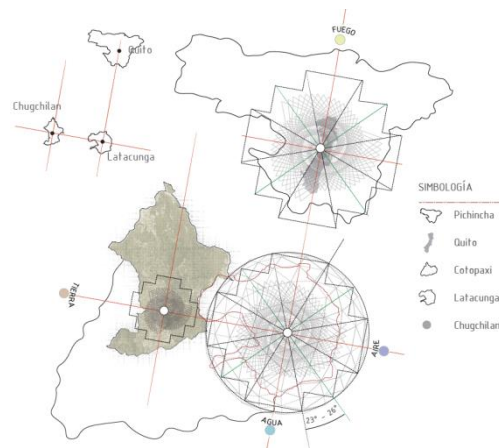 FUEGO
Quito
Chugchilan
Latacunga
SIMBOLOGÍA
Pichincha
Quito
Cotopaxi
Latacunga
Chugchilan
TIERRA
AIRE
23° - 26°
AGUA